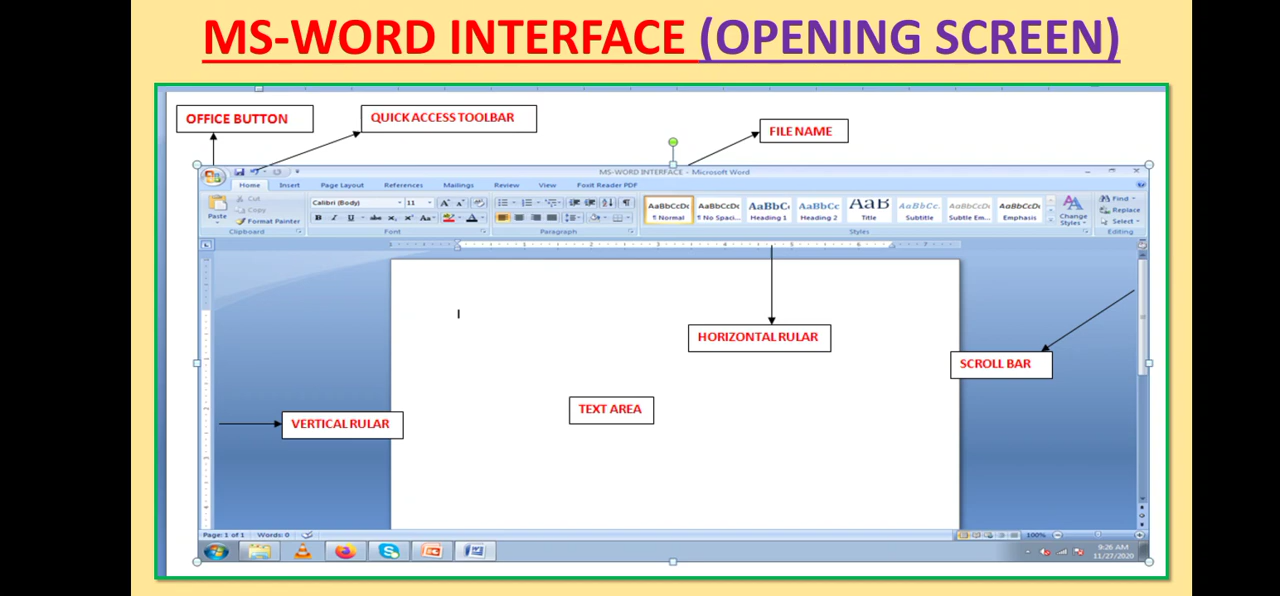 MS-WORD INTERFACE (OPENING SCREEN)
OFFICE BUTTON
QUICK ACCESS TOOLBAR
FILE NAME
MS-WORD INTERFACE - Microsoft Word
Home Insert Page Layout References Mailings Review View Foxit Reader PDF
Paste
Cut
Copy
Format Painter
Clipboard
Calibri (Body) 11
B I U abc x₂ x² Aa
Font
Paragraph
AaBbCcDc AaBbCcDc AaBbC AaBbCc AaB AaBbCc. AaBbCcDc AaBbCcDc
¶ Normal ¶ No Spaci... Heading 1 Heading 2 Title Subtitle Subtle Em... Emphasis
Change
Styles
Styles
Find
Replace
Select
Editing
HORIZONTAL RULAR
SCROLL BAR
TEXT AREA
VERTICAL RULAR
Page: 1 of 1 Words: 0
100%
9:26 AM
11/27/2020